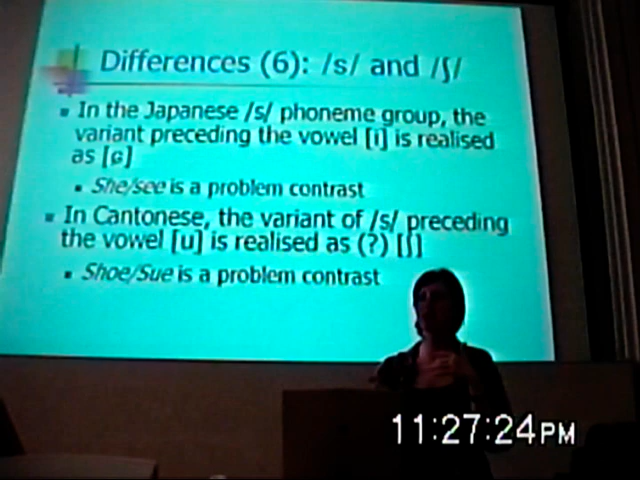 Differences (6): /s/ and /ʃ/
In the Japanese /s/ phoneme group, the
variant preceding the vowel [ı] is realised
as [ɕ]
She/see is a problem contrast
In Cantonese, the variant of /s/ preceding
the vowel [u] is realised as (?) [ʃ]
Shoe/Sue is a problem contrast
11:27:24PM